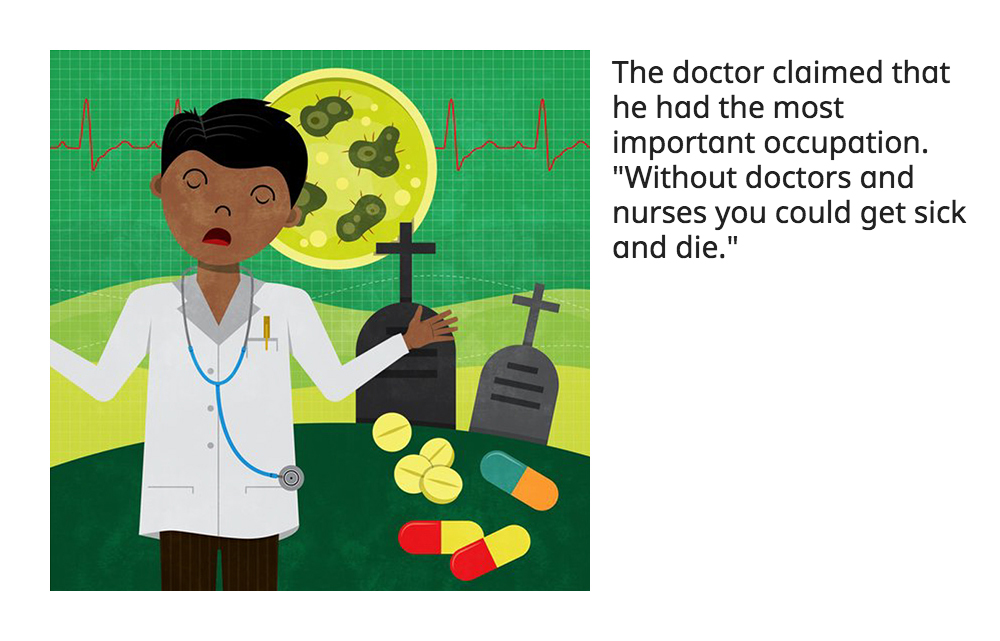 The doctor claimed that
he had the most
important occupation.
"Without doctors and
nurses you could get sick
and die."